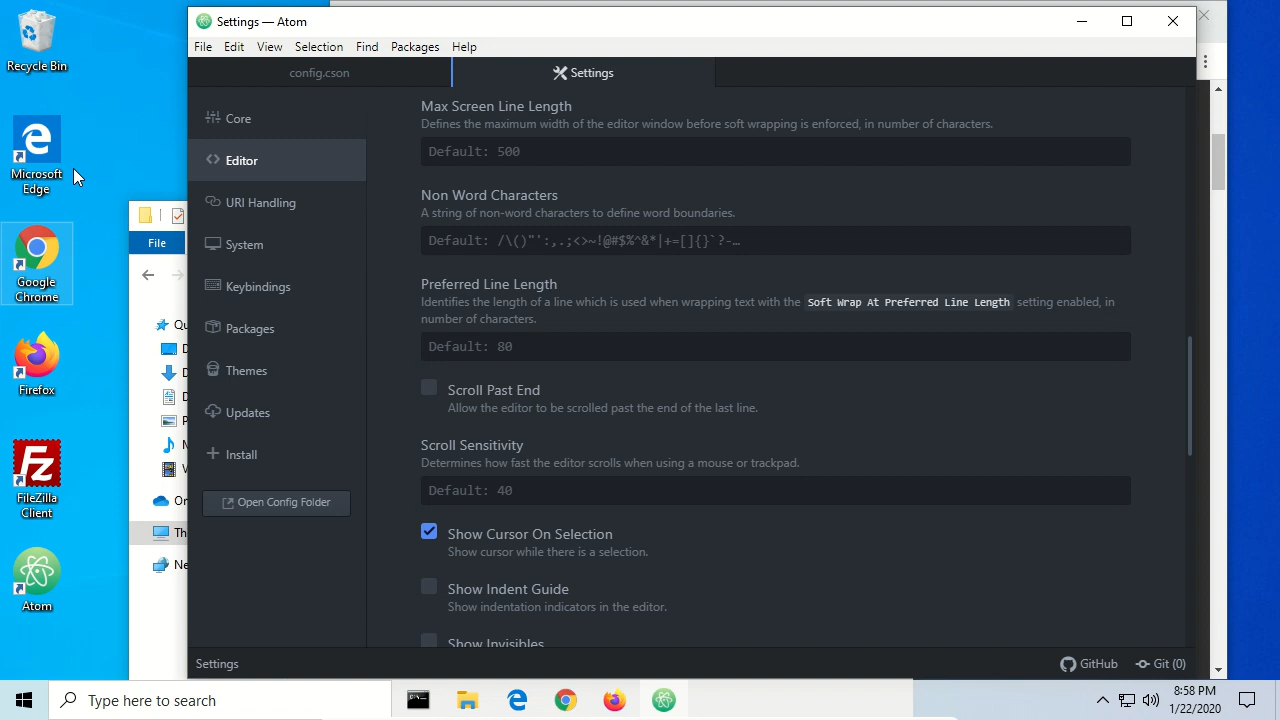 Recycle Bin
Microsoft
Edge
Google
Chrome
Firefox
FileZilla
Client
Atom
File
Settings — Atom
File Edit View Selection Find Packages Help
config.cson
Settings
Core
Editor
URI Handling
System
Keybindings
Packages
Themes
Updates
Install
Open Config Folder
Max Screen Line Length
Defines the maximum width of the editor window before soft wrapping is enforced, in number of characters.
Default: 500
Non Word Characters
A string of non-word characters to define word boundaries.
Default: /\()"':,.;<>~!@#$%^&*|+=[]{}`?-…
Preferred Line Length
Identifies the length of a line which is used when wrapping text with the Soft Wrap At Preferred Line Length setting enabled, in
number of characters.
Default: 80
Scroll Past End
Allow the editor to be scrolled past the end of the last line.
Scroll Sensitivity
Determines how fast the editor scrolls when using a mouse or trackpad.
Default: 40
Show Cursor On Selection
Show cursor while there is a selection.
Show Indent Guide
Show indentation indicators in the editor.
Show Invisibles
Settings
GitHub
Git (0)
Type here to search
8:58 PM
1/22/2020